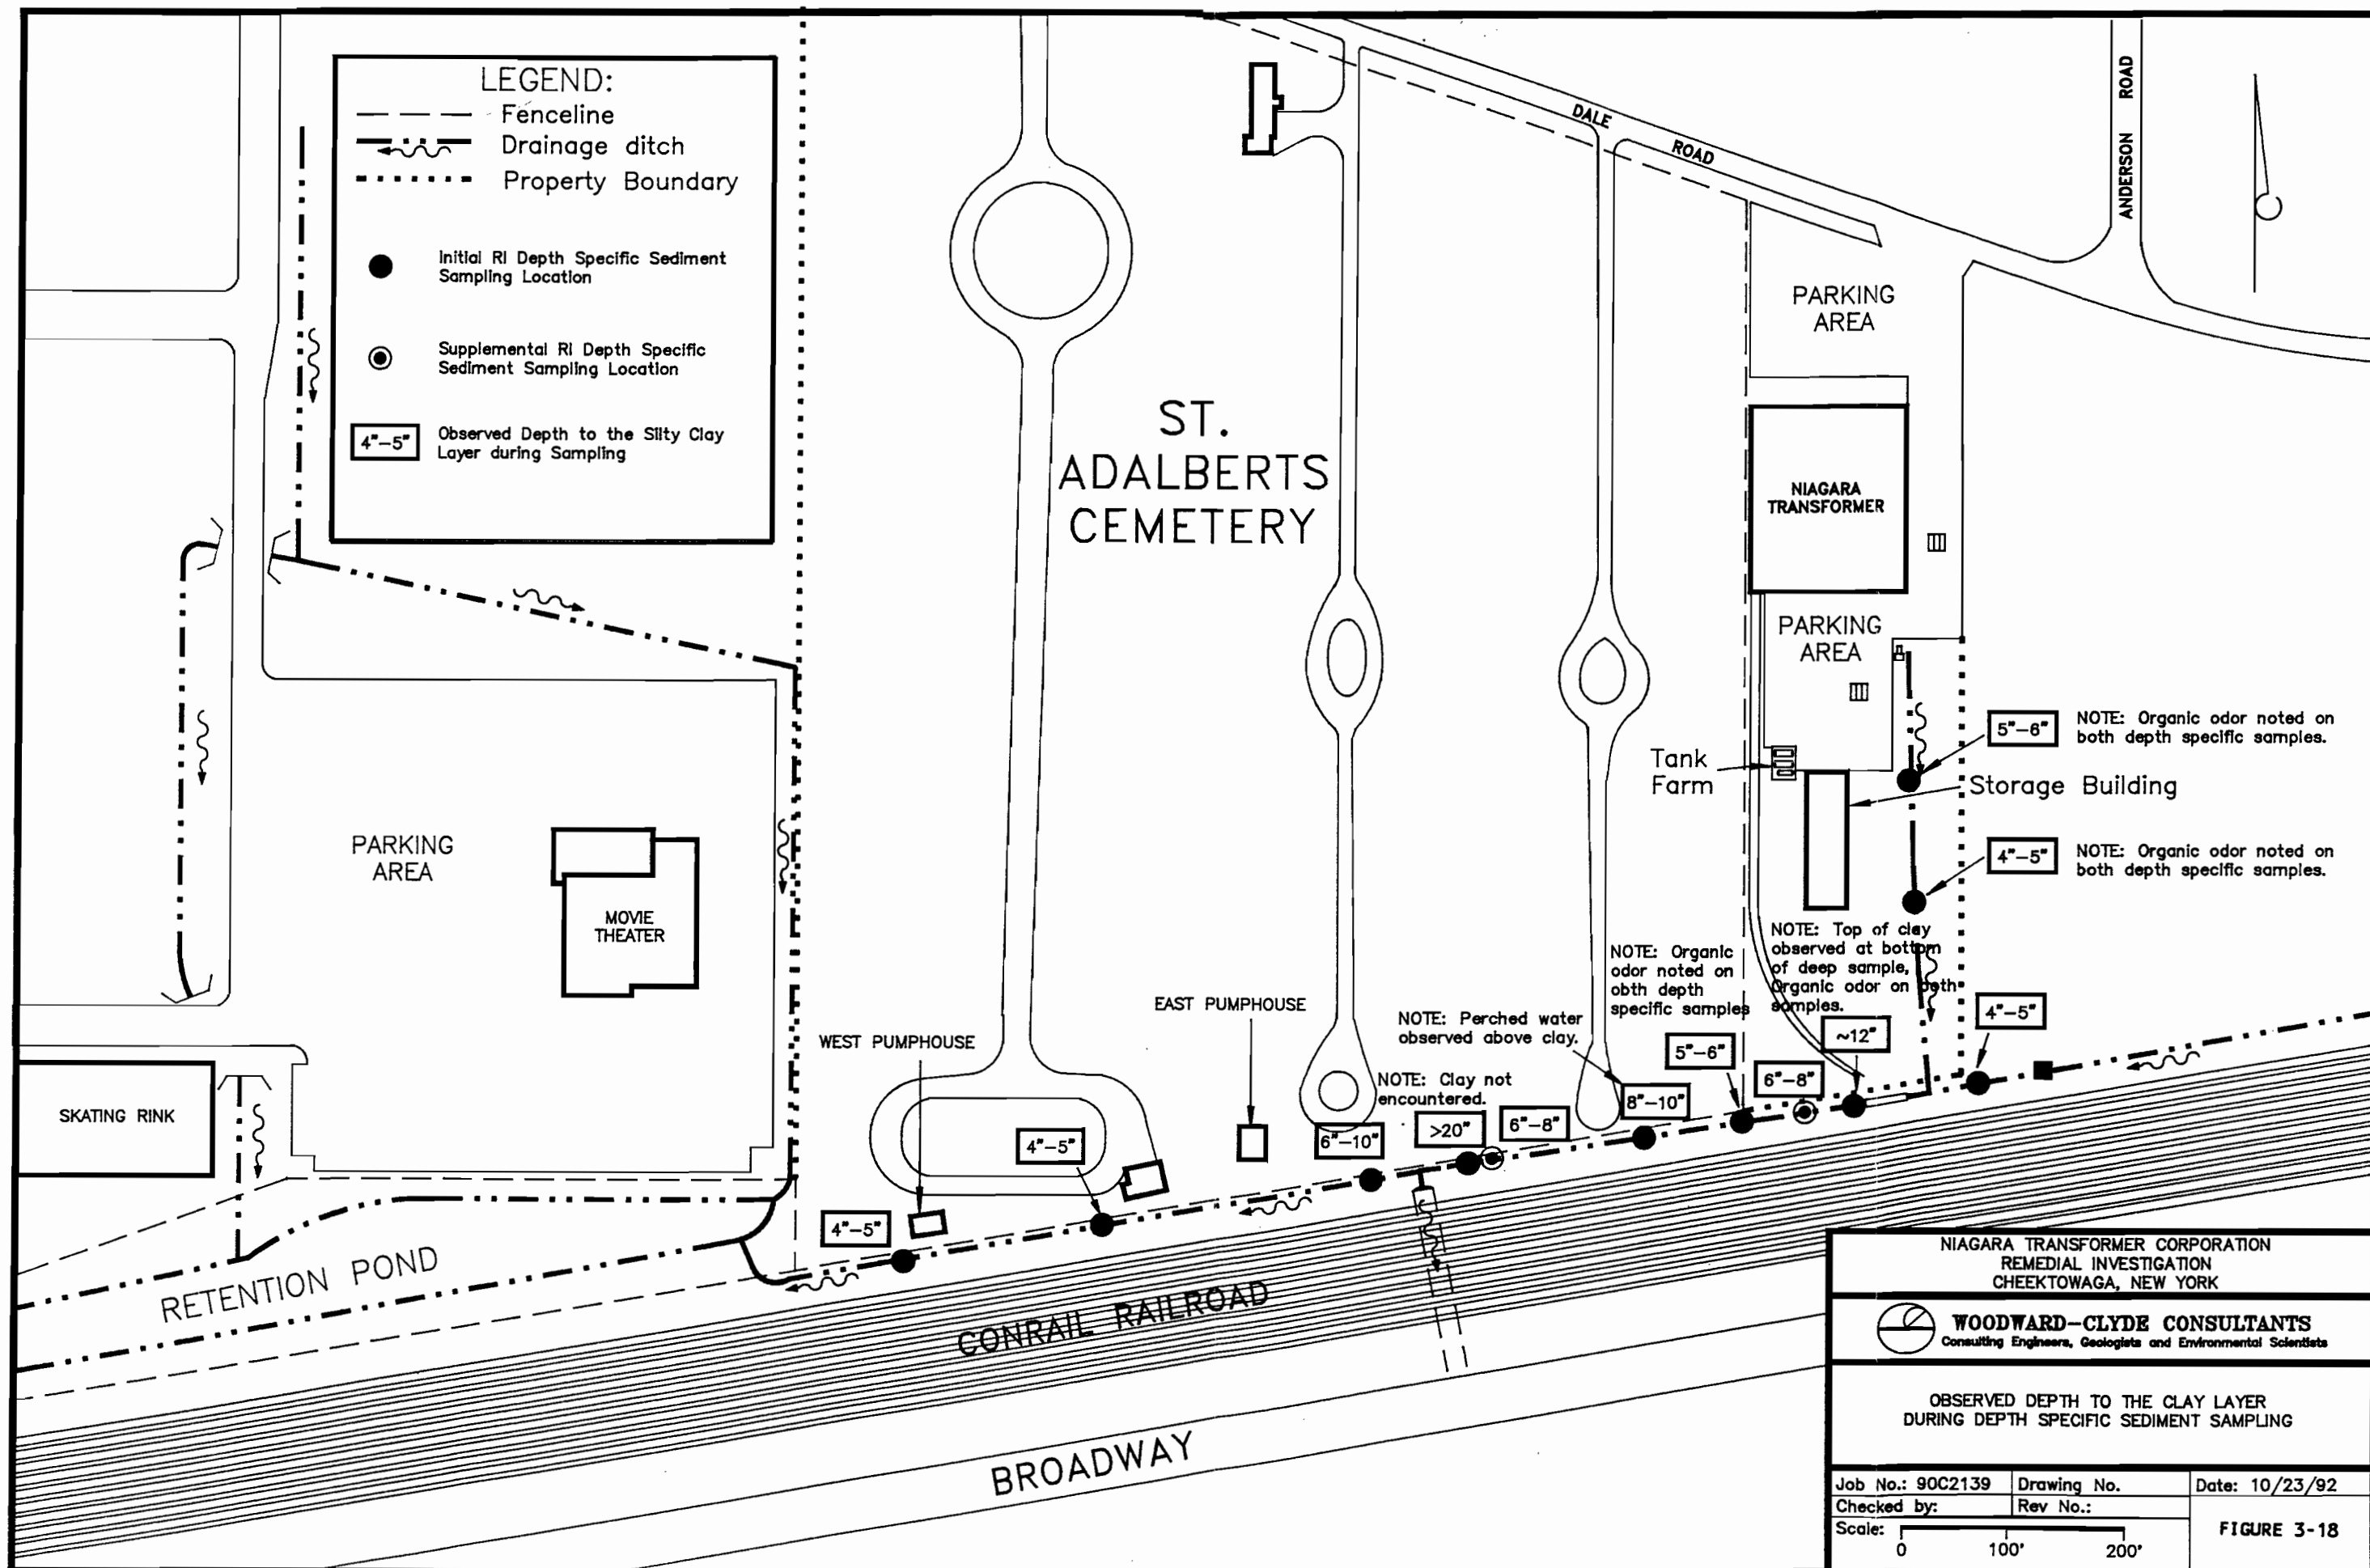 LEGEND:
Fenceline
Drainage ditch
Property Boundary
Initial RI Depth Specific Sediment
Sampling Location
Supplemental RI Depth Specific
Sediment Sampling Location
4"-5"
Observed Depth to the Silty Clay
Layer during Sampling
DALE
ROAD
ANDERSON ROAD
PARKING
AREA
ST.
ADALBERTS
CEMETERY
NIAGARA
TRANSFORMER
PARKING
AREA
5"-6"
NOTE: Organic odor noted on
both depth specific samples.
Tank
Farm
Storage Building
4"-5"
NOTE: Organic odor noted on
both depth specific samples.
PARKING
AREA
MOVIE
THEATER
NOTE: Organic
odor noted on
obth depth
specific samples
NOTE: Top of clay
observed at bottom
of deep sample,
Organic odor on both
samples.
EAST PUMPHOUSE
WEST PUMPHOUSE
NOTE: Perched water
observed above clay.
NOTE: Clay not
encountered.
4"-5"
~12"
5"-6"
6"-8"
8"-10"
6"-8"
>20"
6"-10"
4"-5"
4"-5"
SKATING RINK
RETENTION POND
CONRAIL RAILROAD
BROADWAY
NIAGARA TRANSFORMER CORPORATION
REMEDIAL INVESTIGATION
CHEEKTOWAGA, NEW YORK
WOODWARD-CLYDE CONSULTANTS
Consulting Engineers, Geologists and Environmental Scientists
OBSERVED DEPTH TO THE CLAY LAYER
DURING DEPTH SPECIFIC SEDIMENT SAMPLING
Job No.: 90C2139
Drawing No.
Date: 10/23/92
Checked by:
Rev No.:
Scale:
0 100' 200'
FIGURE 3-18